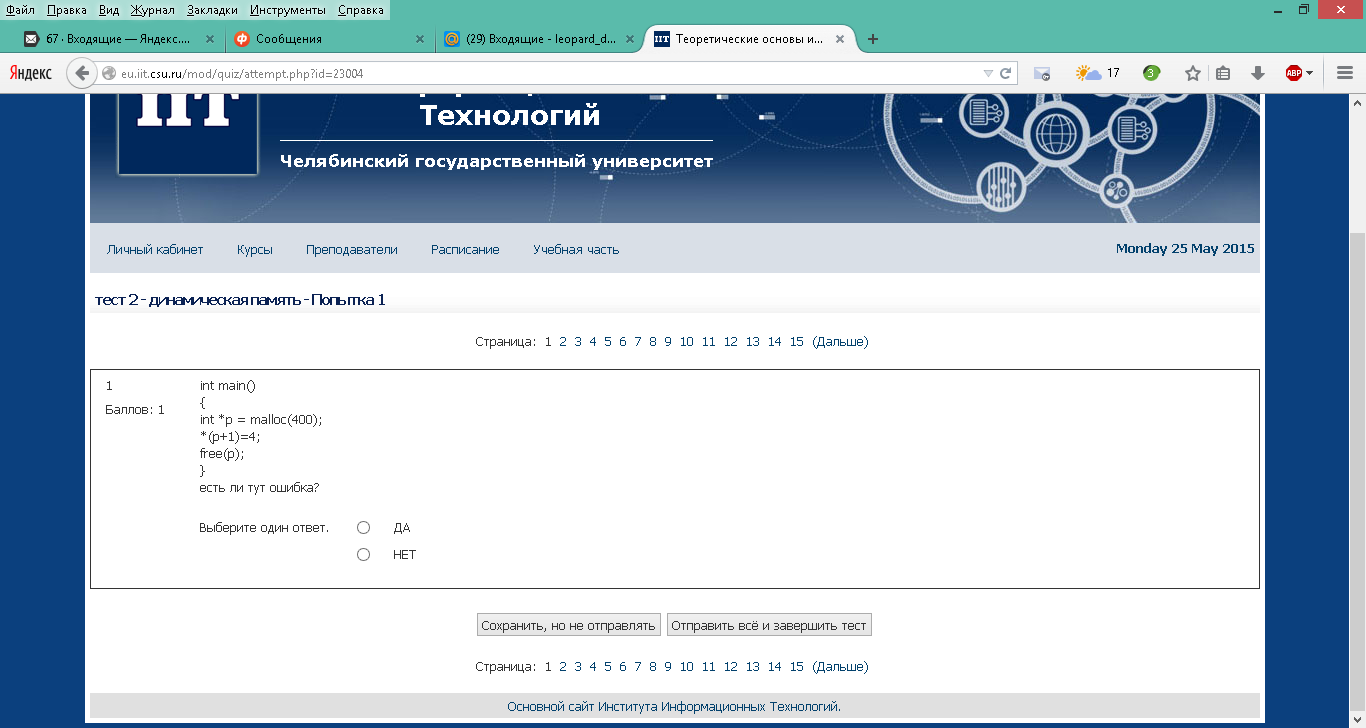 Файл Правка Вид Журнал Закладки Инструменты Справка
67 · Входящие — Яндекс.... Сообщения (29) Входящие - leopard_d... IIT Теоретические основы и...
Яндекс eu.iit.csu.ru/mod/quiz/attempt.php?id=23004 17 3 ABP
IIT
Технологий
Челябинский государственный университет
Личный кабинет Курсы Преподаватели Расписание Учебная часть Monday 25 May 2015
тест 2 - динамическая память - Попытка 1
Страница: 1 2 3 4 5 6 7 8 9 10 11 12 13 14 15 (Дальше)
1
Баллов: 1
int main()
{
int *p = malloc(400);
*(p+1)=4;
free(p);
}
есть ли тут ошибка?
Выберите один ответ. ДА
НЕТ
Сохранить, но не отправлять Отправить всё и завершить тест
Страница: 1 2 3 4 5 6 7 8 9 10 11 12 13 14 15 (Дальше)
Основной сайт Института Информационных Технологий.